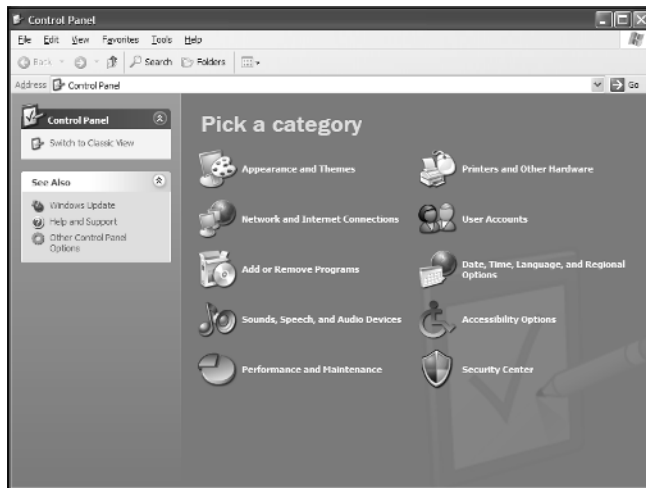 Control Panel
File Edit View Favorites Tools Help
Back Search Folders
Address Control Panel Go
Control Panel
Switch to Classic View
See Also
Windows Update
Help and Support
Other Control Panel
Options
Pick a category
Appearance and Themes
Printers and Other Hardware
Network and Internet Connections
User Accounts
Add or Remove Programs
Date, Time, Language, and Regional
Options
Sounds, Speech, and Audio Devices
Accessibility Options
Performance and Maintenance
Security Center